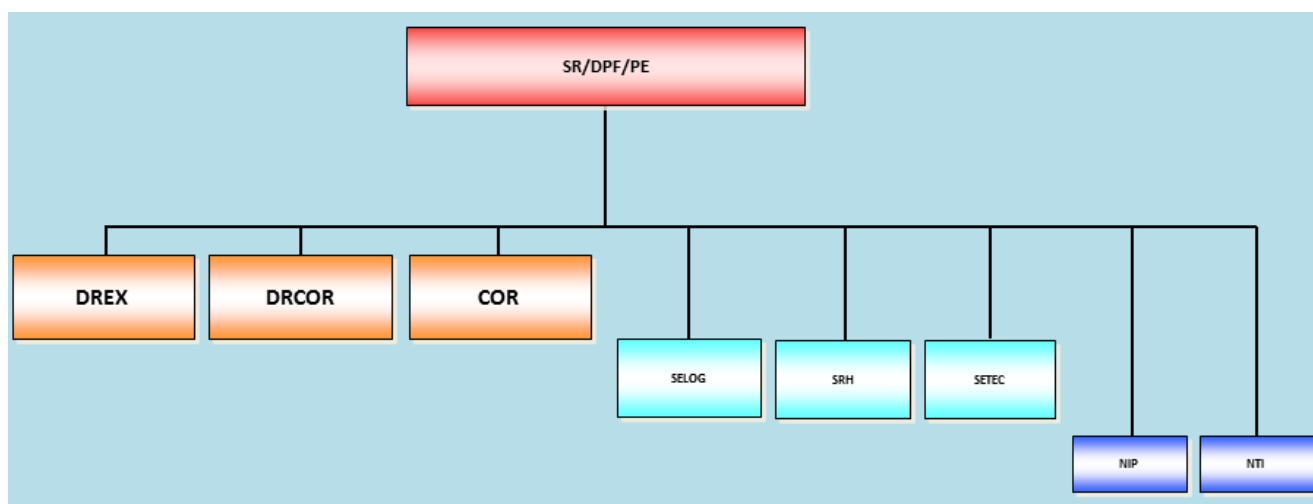 SR/DPF/PE
DREX
DRCOR
COR
SELOG
SRH
SETEC
NIP
NTI